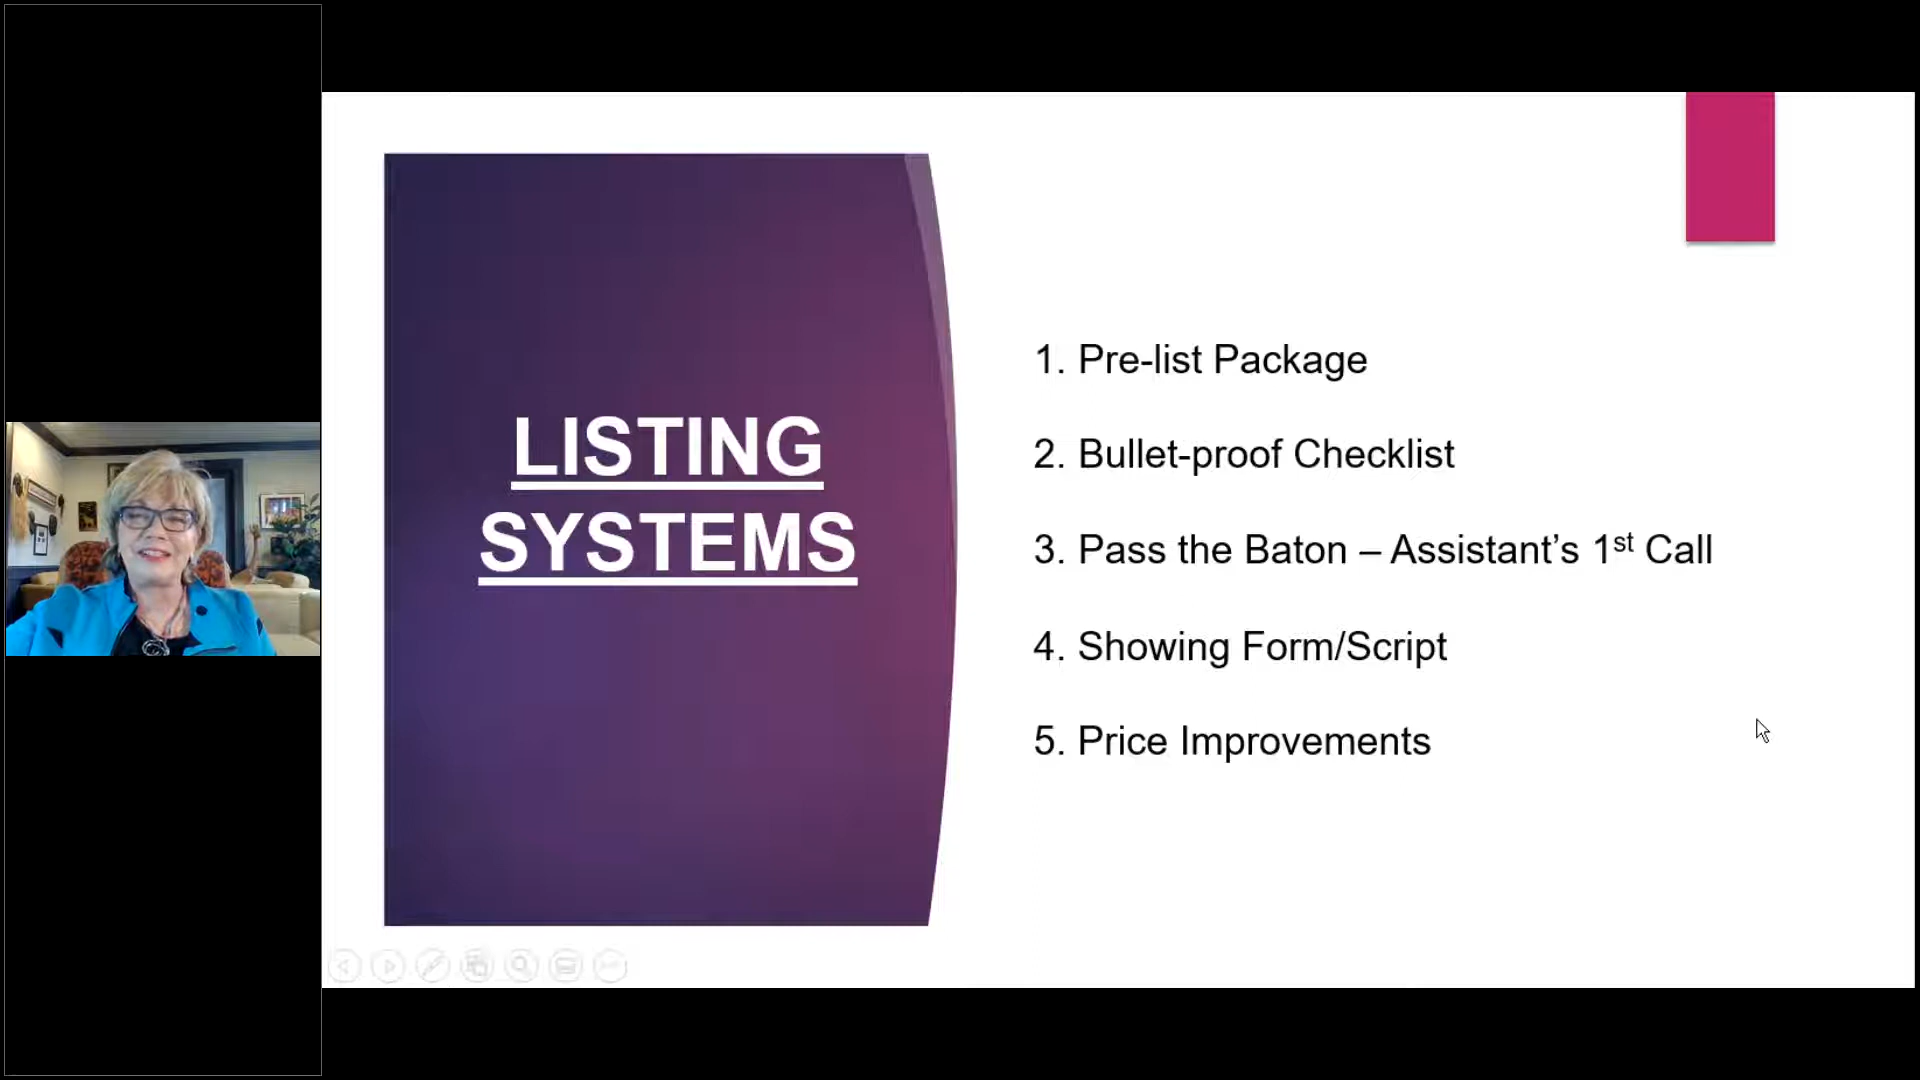 LISTING
SYSTEMS
1. Pre-list Package
2. Bullet-proof Checklist
3. Pass the Baton – Assistant’s 1st Call
4. Showing Form/Script
5. Price Improvements